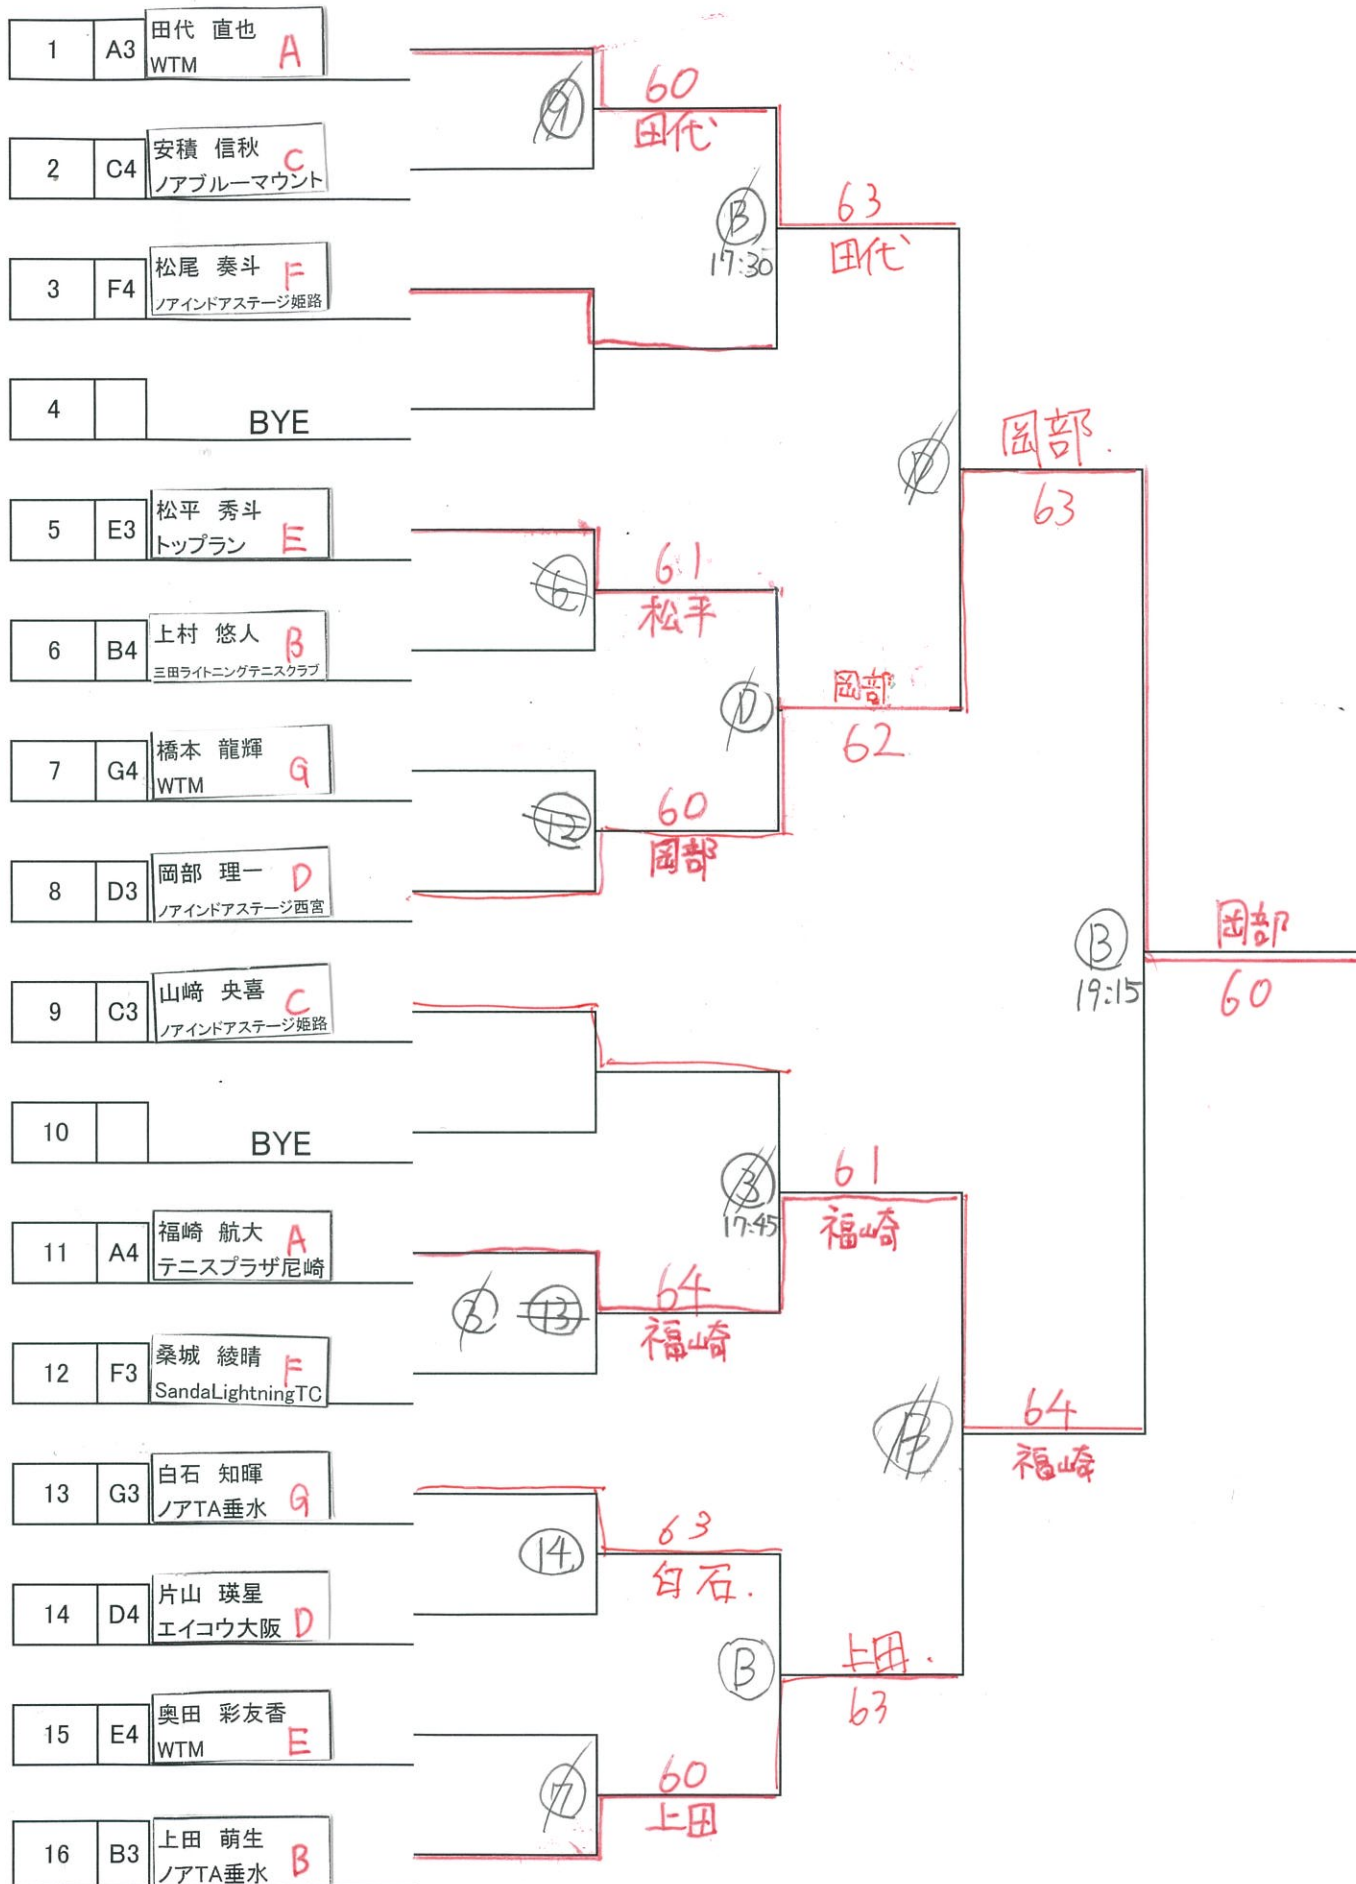 1 A3 田代 直也
WTM A
60
⑨
田代
2 C4 安積 信秋 C
ノアブルーマウント
B
17:30
63
田代
3 F4 松尾 奏斗 F
ノアインドアステージ姫路
4 BYE
D
岡部.
63
5 E3 松平 秀斗
トップラン E
⑥
61
松平
6 B4 上村 悠人 B
三田ライトニングテニスクラブ
D
岡部
62
7 G4 橋本 龍輝
WTM G
⑫
60
岡部
8 D3 岡部 理一 D
ノアインドアステージ西宮
B
19:15
岡部
60
9 C3 山﨑 央喜 C
ノアインドアステージ姫路
10 BYE
B
17:45
61
福崎
11 A4 福崎 航大 A
テニスプラザ尼崎
B ⑬
64
福崎
12 F3 桑城 綾晴 F
SandaLightningTC
B
64
福崎
13 G3 白石 知暉
ノアTA垂水 G
⑭
63
白石.
14 D4 片山 瑛星
エイコウ大阪 D
B
上田.
63
15 E4 奥田 彩友香
WTM E
⑦
60
上田
16 B3 上田 萌生
ノアTA垂水 B